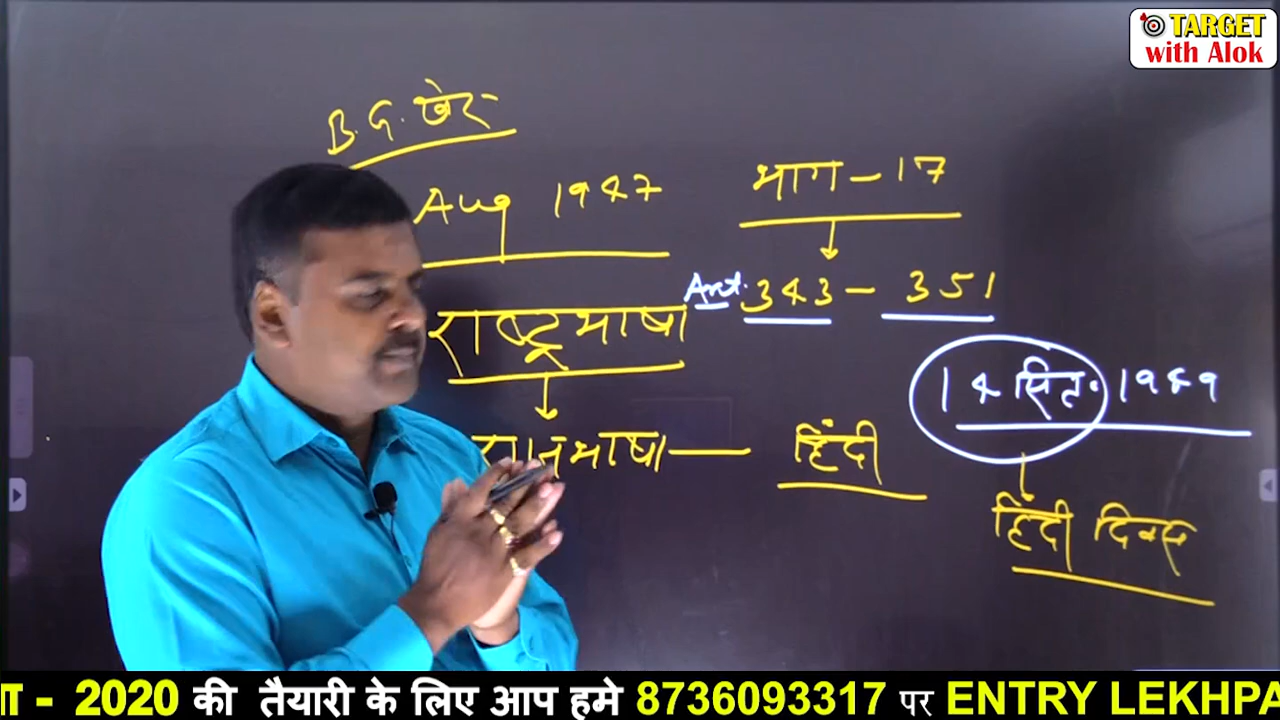 TARGET
with Alok
B. G. खेर
Aug 1947
भाग - 17
Art. 343 - 351
राष्ट्रभाषा
14 सित. 1949
राजभाषा — हिंदी
हिंदी दिवस
- 2020 की तैयारी के लिए आप हमे 8736093317 पर ENTRY LEKHPA